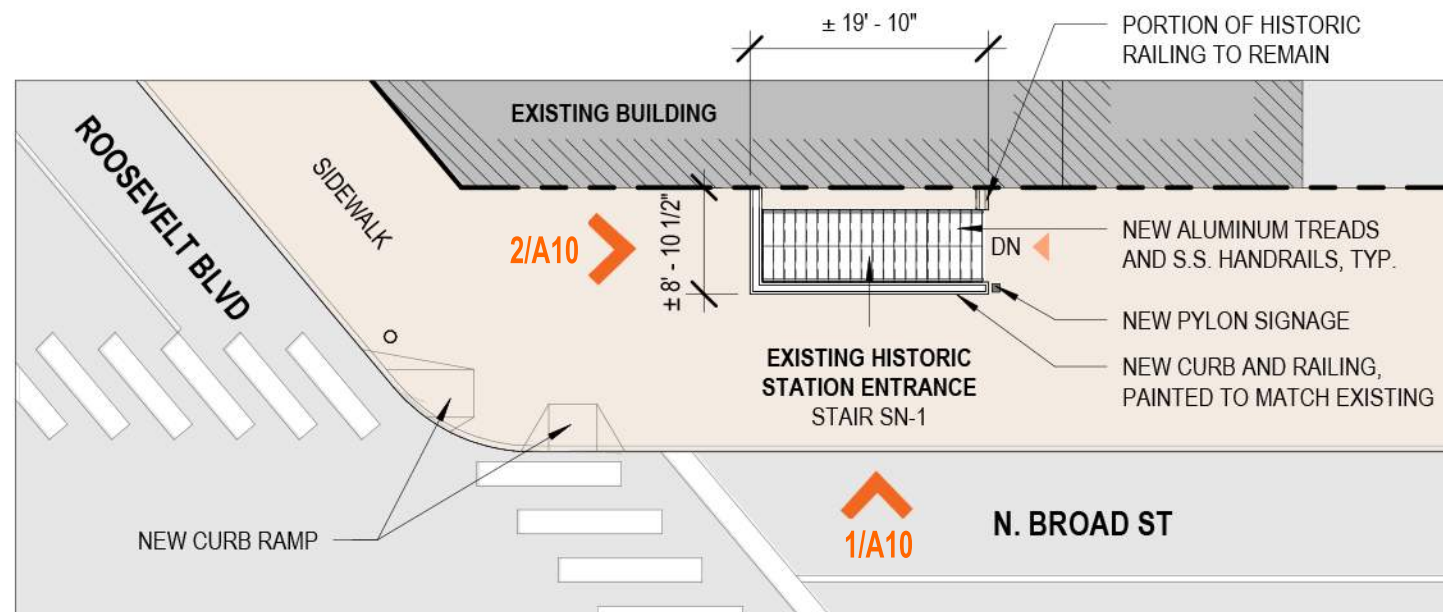 ± 19' - 10"
PORTION OF HISTORIC
RAILING TO REMAIN
EXISTING BUILDING
ROOSEVELT BLVD
SIDEWALK
2/A10
± 8' - 10 1/2"
DN
NEW ALUMINUM TREADS
AND S.S. HANDRAILS, TYP.
NEW PYLON SIGNAGE
EXISTING HISTORIC
STATION ENTRANCE
STAIR SN-1
NEW CURB AND RAILING,
PAINTED TO MATCH EXISTING
NEW CURB RAMP
1/A10
N. BROAD ST